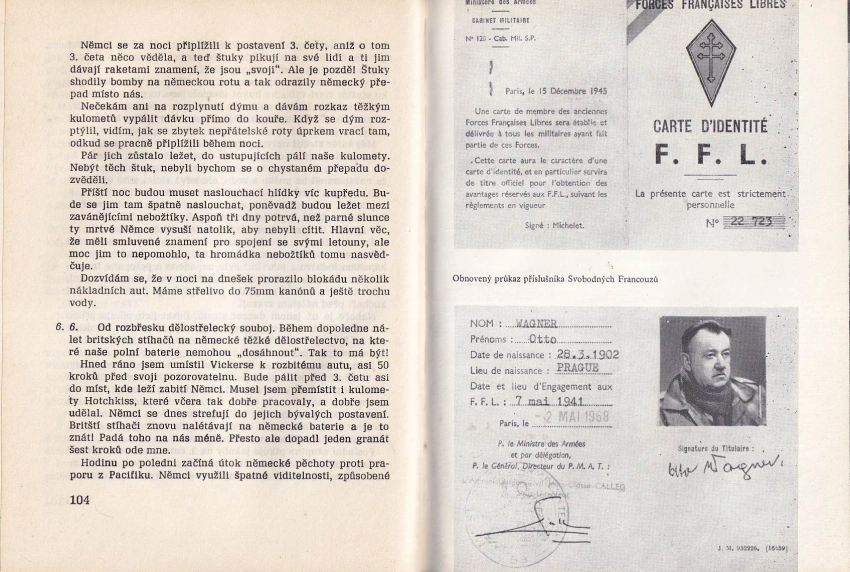 Němci se za noci připlížili k postavení 3. čety, aniž o tom
3. četa něco věděla, a teď štuky pikují na své lidi a ti jim
dávají raketami znamení, že jsou „svoji“. Ale je pozdě! Štuky
shodily bomby na německou rotu a tak odrazily německý pře-
pad místo nás.
Nečekám ani na rozplynutí dýmu a dávám rozkaz těžkým
kulometů vypálit dávku přímo do kouře. Když se dým roz-
ptýlil, vidím, jak se zbytek nepřátelské roty úprkem vrací tam,
odkud se pracně připlížili během noci.
Pár jich zůstalo ležet, do ustupujících pálí naše kulomety.
Nebýt těch štuk, nebyli bychom se o chystaném přepadu do-
zvěděli.
Příští noc budou muset naslouchací hlídky víc kupředu. Bu-
de se jim tam špatně naslouchat, poněvadž budou ležet mezi
zavánějícími nebožtíky. Aspoň tři dny potrvá, než parné slunce
ty mrtvé Němce vysuší natolik, aby nebyli cítit. Hlavní věc,
že měli smluvené znamení pro spojení se svými letouny, ale
moc jim to nepomohlo, ta hromádka nebožtíků tomu nasvěd-
čuje.
Dozvídám se, že v noci na dnešek prorazilo blokádu několik
nákladních aut. Máme střelivo do 75mm kanónů a ještě trochu
vody.
6. 6. Od rozbřesku dělostřelecký souboj. Během dopoledne ná-
let britských stíhačů na německé těžké dělostřelectvo, na kte-
ré naše polní baterie nemohou „dosáhnout“. Tak to má být!
Hned ráno jsem umístil Vickerse k rozbitému autu, asi 50
kroků před svoji pozorovatelnu. Bude pálit před 3. četu asi
do míst, kde leží zabití Němci. Musel jsem přemístit i kulome-
ty Hotchkiss, které včera tak dobře pracovaly, a dobře jsem
udělal. Němci se dnes strefují do jejich bývalých postavení.
Britští stíhači znovu nalétávají na německé baterie a je to
znát! Padá toho na nás méně. Přesto ale dopadl jeden granát
šest kroků ode mne.
Hodinu po poledni začíná útok německé pěchoty proti pra-
poru z Pacifiku. Němci využili špatné viditelnosti, způsobené
104
Ministère des Armées
CABINET MILITAIRE
N° 120 - Cab. MIL S.P.
Paris, le 15 Décembre 1945
Une carte de membre des anciennes
Forces Françaises Libres sera établie et
délivrée à tous les militaires ayant fait
partie de ces Forces.
Cette carte aura le caractère d'une
carte d'identité, et en particulier servira
de titre officiel pour l'obtention des
avantages réservés aux F.F.L., suivant les
règlements en vigueur
Signé : Michelet.
FORCES FRANÇAISES LIBRES
CARTE D'IDENTITÉ
F. F. L.
La présente carte est strictement
personnelle
N° 22 723
Obnovený průkaz příslušníka Svobodných Francouzů
NOM : WAGNER
Prénoms : Otto
Date de naissance : 28.3.1902
Lieu de naissance : PRAGUE
Date et lieu d'Engagement aux
F. F. L. : 7 mai 1941
Paris, le - 2 MAI 1968
P. le Ministre des Armées
et par délégation,
P. le Général, Directeur du P. M. A. T. :
Signature du Titulaire :
Otto Wagner